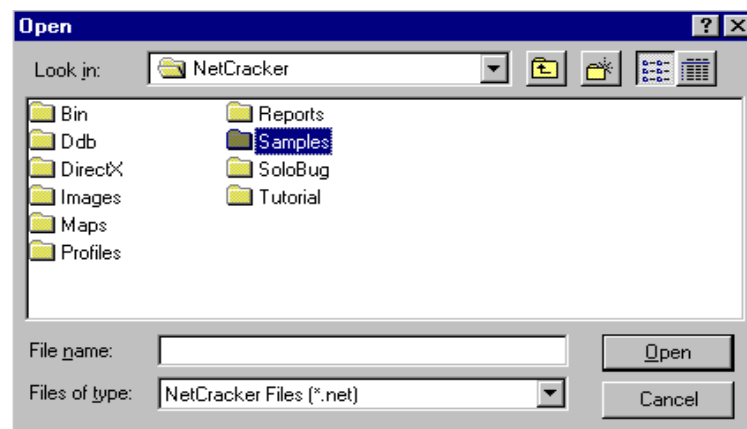 Open
Look in: NetCracker
Bin
Ddb
DirectX
Images
Maps
Profiles
Reports
Samples
SoloBug
Tutorial
File name:
Open
Files of type: NetCracker Files (*.net)
Cancel